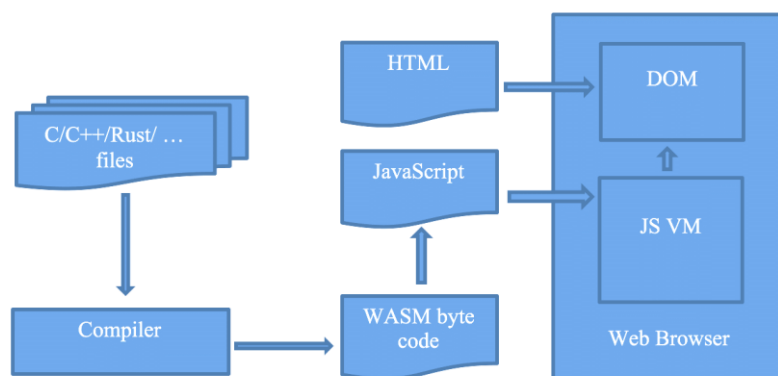 HTML
DOM
C/C++/Rust/ …
files
JavaScript
JS VM
Compiler
WASM byte
code
Web Browser